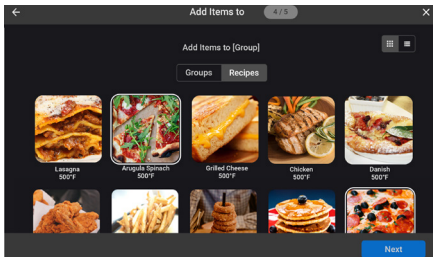 Add Items to
4 / 5
Add Items to [Group]
Groups
Recipes
Lasagna
500°F
Arugula Spinach
500°F
Grilled Cheese
500°F
Chicken
500°F
Danish
500°F
Next